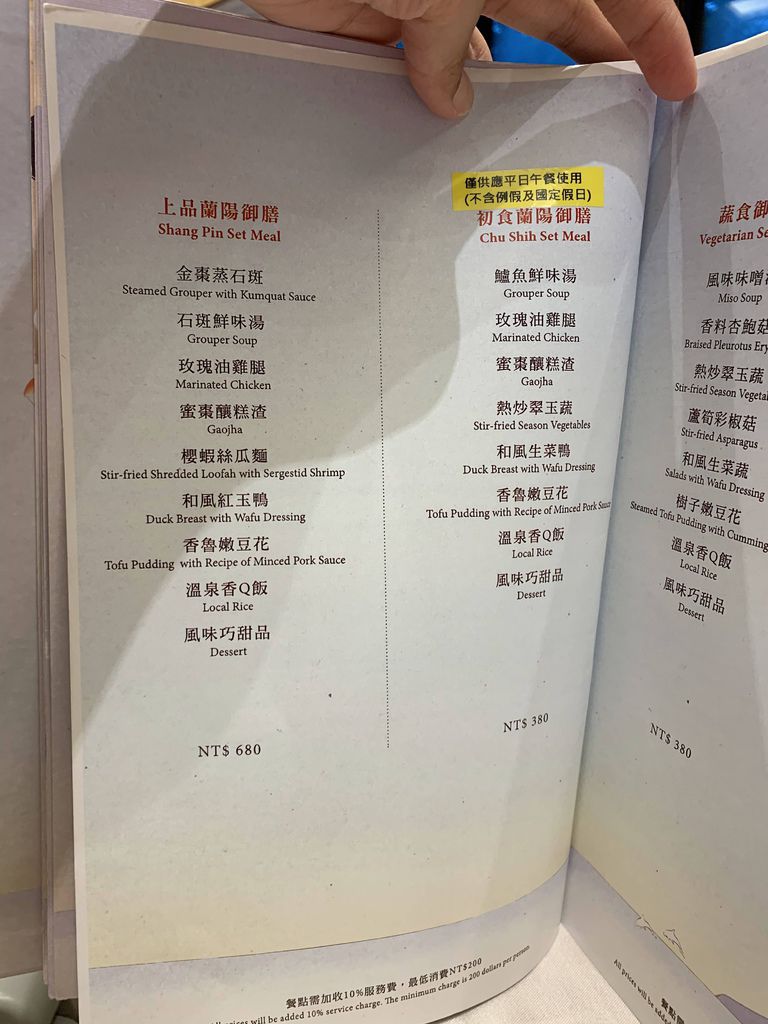 上品蘭陽御膳
Shang Pin Set Meal
金棗蒸石斑
Steamed Grouper with Kumquat Sauce
石斑鮮味湯
Grouper Soup
玫瑰油雞腿
Marinated Chicken
蜜棗釀糕渣
Gaojha
櫻蝦絲瓜麵
Stir-fried Shredded Loofah with Sergestid Shrimp
和風紅玉鴨
Duck Breast with Wafu Dressing
香魯嫩豆花
Tofu Pudding with Recipe of Minced Pork Sauce
溫泉香Q飯
Local Rice
風味巧甜品
Dessert
NT$ 680
僅供應平日午餐使用
(不含例假及國定假日)
初食蘭陽御膳
Chu Shih Set Meal
鱸魚鮮味湯
Grouper Soup
玫瑰油雞腿
Marinated Chicken
蜜棗釀糕渣
Gaojha
熱炒翠玉蔬
Stir-fried Season Vegetables
和風生菜鴨
Duck Breast with Wafu Dressing
香魯嫩豆花
Tofu Pudding with Recipe of Minced Pork Sauce
溫泉香Q飯
Local Rice
風味巧甜品
Dessert
NT$ 380
餐點需加收10%服務費，最低消費NT$200
prices will be added 10% service charge. The minimum charge is 200 dollars per person
蔬食御
Vegetarian
風味味噌
Miso Soup
香料杏鮑菇
Braised Pleurotus
熱炒翠玉蔬
Stir-fried Season
蘆筍彩椒菇
Stir-fried Asparagus
和風生菜蔬
Salads with Wafu Dressing
樹子嫩豆花
Steamed Tofu Pudding with Cumming
溫泉香Q飯
Local Rice
風味巧甜品
Dessert
NT$ 380
餐點
All prices will be added